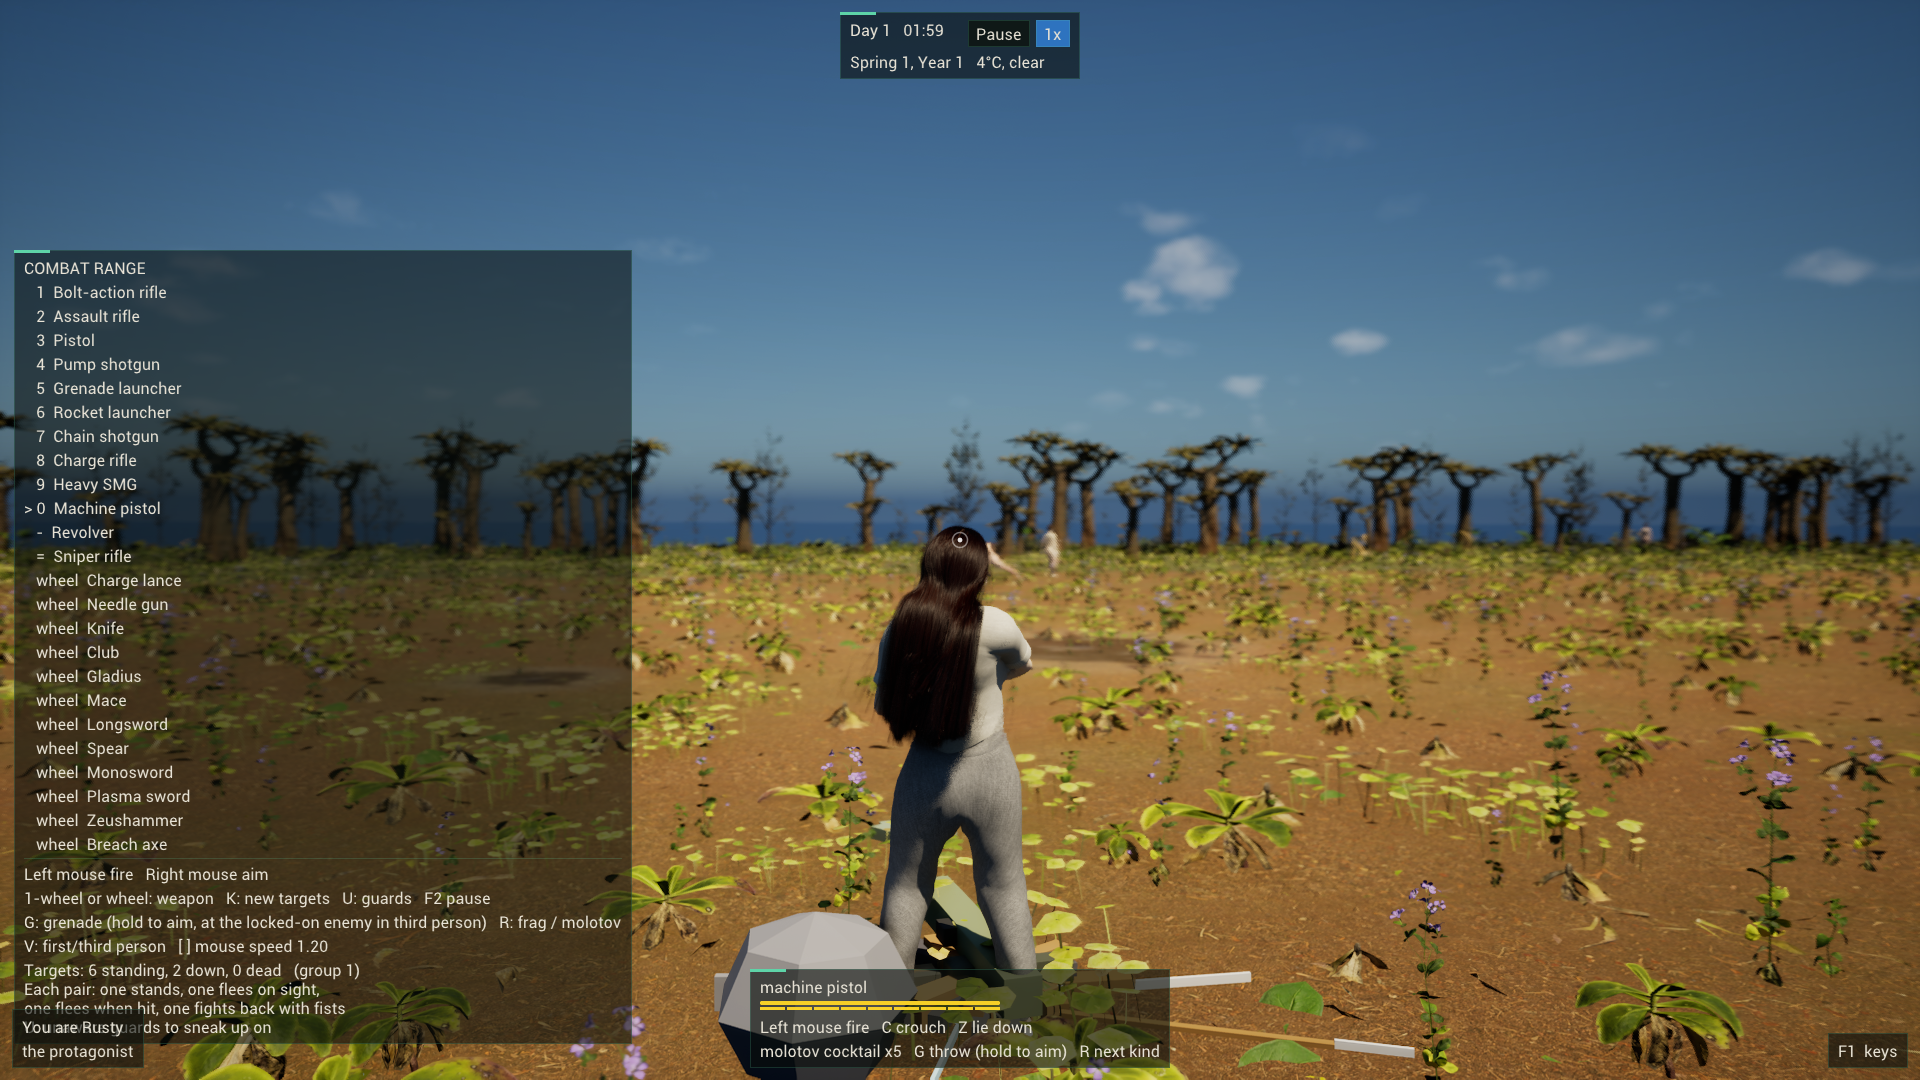 Day 1 01:59 Pause 1x
Spring 1, Year 1 4°C, clear
COMBAT RANGE
1 Bolt-action rifle
2 Assault rifle
3 Pistol
4 Pump shotgun
5 Grenade launcher
6 Rocket launcher
7 Chain shotgun
8 Charge rifle
9 Heavy SMG
> 0 Machine pistol
- Revolver
= Sniper rifle
wheel Charge lance
wheel Needle gun
wheel Knife
wheel Club
wheel Gladius
wheel Mace
wheel Longsword
wheel Spear
wheel Monosword
wheel Plasma sword
wheel Zeushammer
wheel Breach axe
Left mouse fire Right mouse aim
1-wheel or wheel: weapon K: new targets U: guards F2 pause
G: grenade (hold to aim, at the locked-on enemy in third person) R: frag / molotov
V: first/third person [ ] mouse speed 1.20
Targets: 6 standing, 2 down, 0 dead (group 1)
Each pair: one stands, one flees on sight,
one flees when hit, one fights back with fists
to sneak up on
You are Rusty
the protagonist
machine pistol
Left mouse fire C crouch Z lie down
molotov cocktail x5 G throw (hold to aim) R next kind
F1 keys